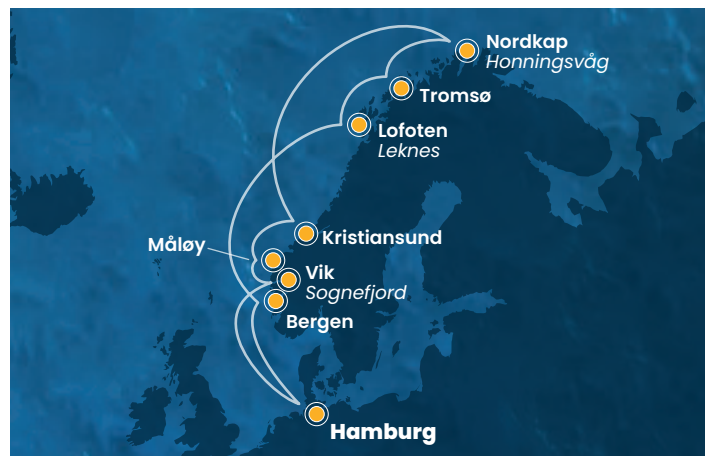 Nordkap
Honningsvåg
Tromsø
Lofoten
Leknes
Kristiansund
Måløy
Vik
Sognefjord
Bergen
Hamburg